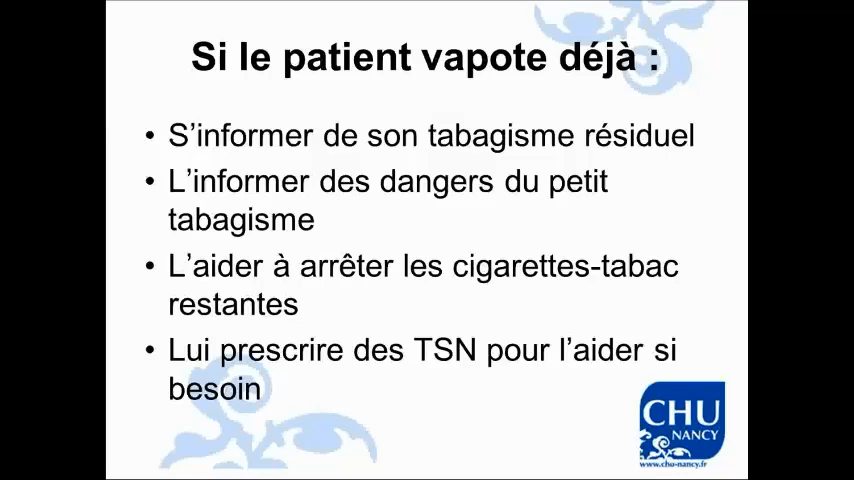 Si le patient vapote déjà :
• S’informer de son tabagisme résiduel
• L’informer des dangers du petit
tabagisme
• L’aider à arrêter les cigarettes-tabac
restantes
• Lui prescrire des TSN pour l’aider si
besoin
CHU
NANCY
www.chu-nancy.fr